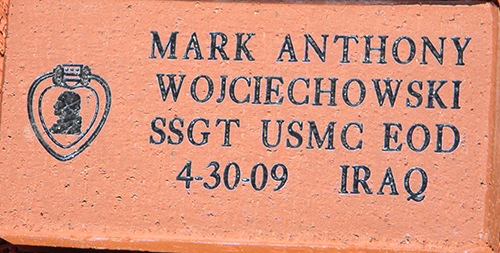 MARK ANTHONY
WOJCIECHOWSKI
SSGT USMC EOD
4-30-09 IRAQ